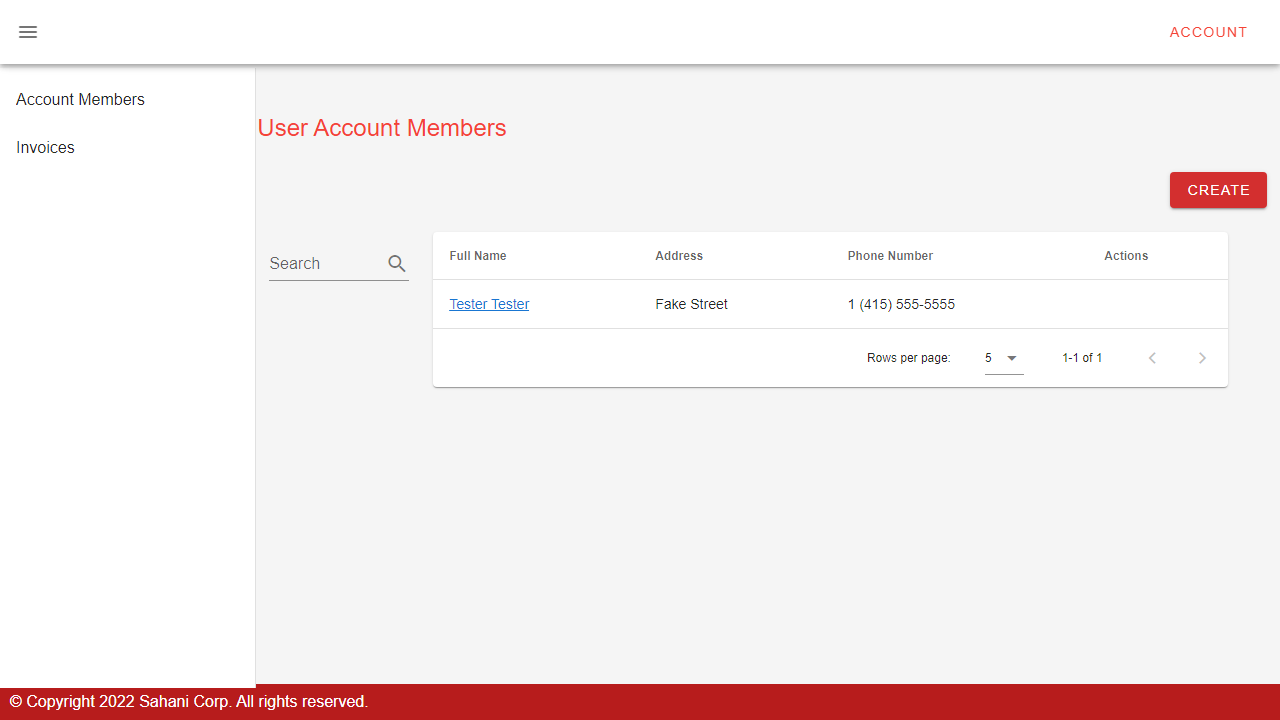 ACCOUNT
Account Members
Invoices
User Account Members
CREATE
Search
Full Name Address Phone Number Actions
Tester Tester Fake Street 1 (415) 555-5555
Rows per page: 5 1-1 of 1
© Copyright 2022 Sahani Corp. All rights reserved.